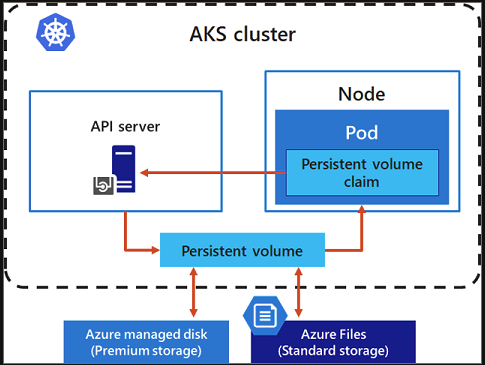 AKS cluster
API server
Node
Pod
Persistent volume
claim
Persistent volume
Azure managed disk
(Premium storage)
Azure Files
(Standard storage)